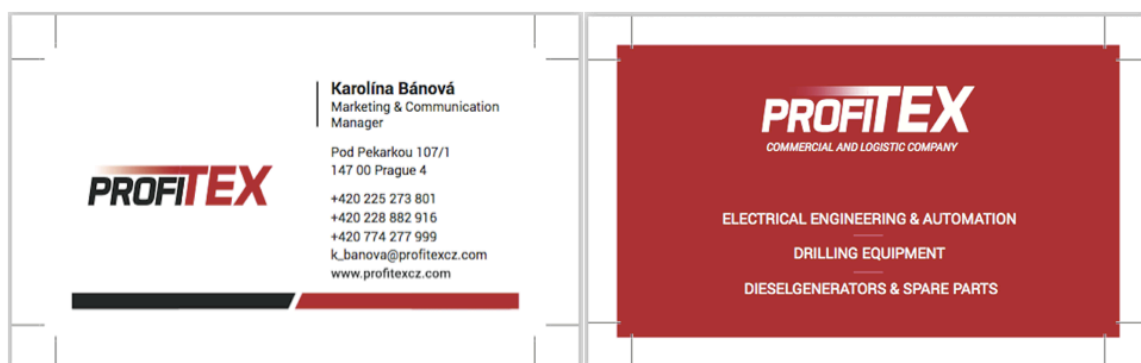 PROFITEX
Karolína Bánová
Marketing & Communication
Manager
Pod Pekarkou 107/1
147 00 Prague 4
+420 225 273 801
+420 228 882 916
+420 774 277 999
k_banova@profitexcz.com
www.profitexcz.com
PROFITEX
COMMERCIAL AND LOGISTIC COMPANY
ELECTRICAL ENGINEERING & AUTOMATION
DRILLING EQUIPMENT
DIESELGENERATORS & SPARE PARTS